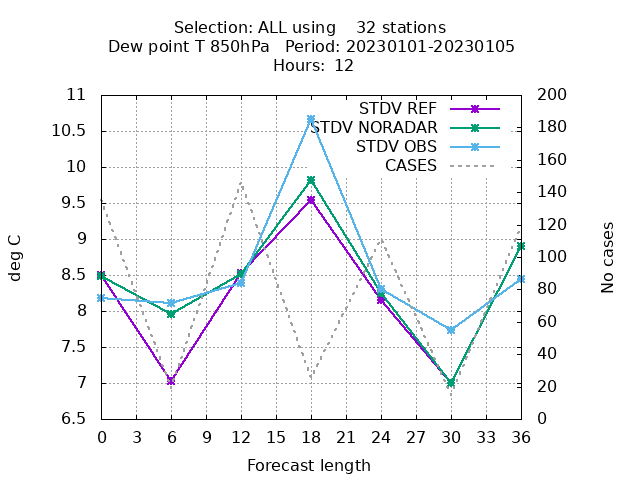 Selection: ALL using    32 stations
Dew point T 850hPa   Period: 20230101-20230105
Hours:  12
STDV REF
STDV NORADAR
STDV OBS
CASES
deg C
11
10.5
10
9.5
9
8.5
8
7.5
7
6.5
200
180
160
140
120
100
80
60
40
20
0
No cases
0 3 6 9 12 15 18 21 24 27 30 33 36
Forecast length